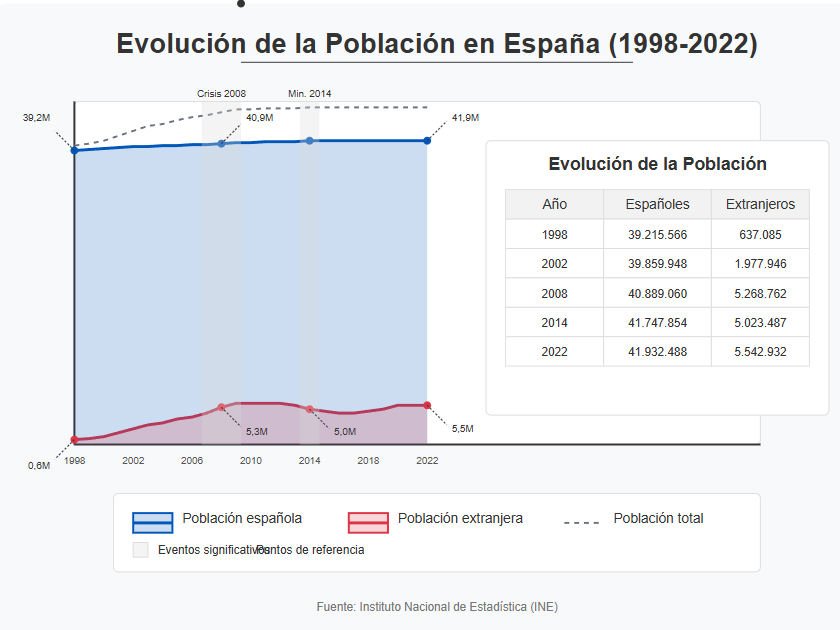 Evolución de la Población en España (1998-2022)
Crisis 2008
Min. 2014
39,2M
40,9M
41,9M
5,3M
5,0M
5,5M
0,6M
1998 2002 2006 2010 2014 2018 2022
Evolución de la Población
Año Españoles Extranjeros
1998 39.215.566 637.085
2002 39.859.948 1.977.946
2008 40.889.060 5.268.762
2014 41.747.854 5.023.487
2022 41.932.488 5.542.932
Población española
Población extranjera
Población total
Eventos significativos
Puntos de referencia
Fuente: Instituto Nacional de Estadística (INE)